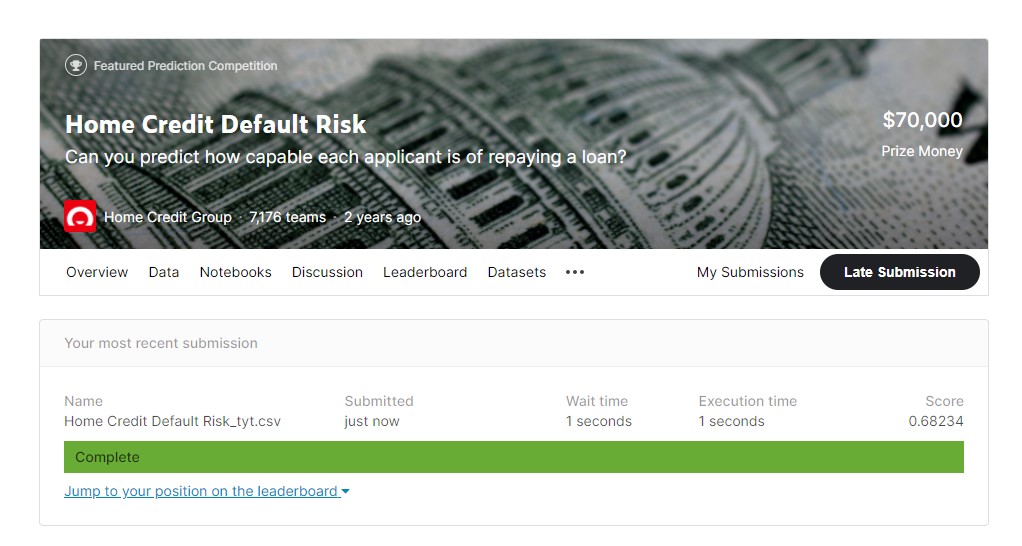 Featured Prediction Competition
Home Credit Default Risk
$70,000
Can you predict how capable each applicant is of repaying a loan?
Prize Money
Home Credit Group · 7,176 teams · 2 years ago
Overview Data Notebooks Discussion Leaderboard Datasets ••• My Submissions Late Submission
Your most recent submission
Name Submitted Wait time Execution time Score
Home Credit Default Risk_tyt.csv just now 1 seconds 1 seconds 0.68234
Complete
Jump to your position on the leaderboard